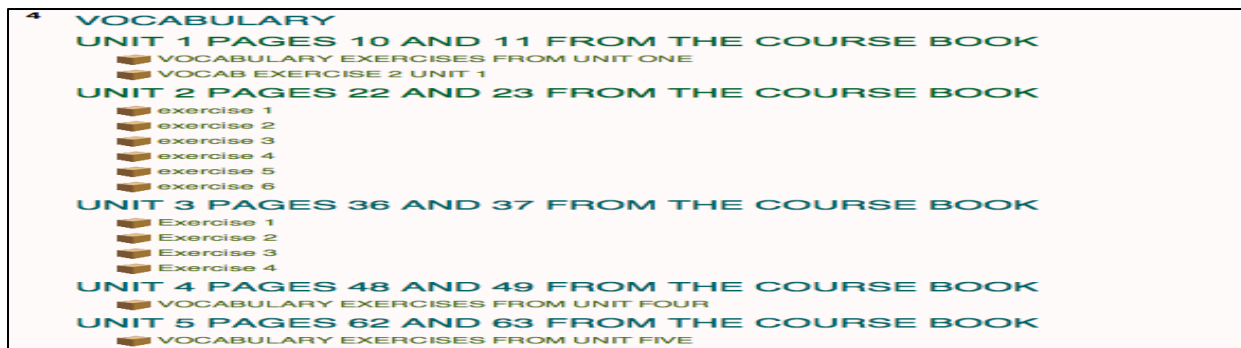 4 VOCABULARY
UNIT 1 PAGES 10 AND 11 FROM THE COURSE BOOK
VOCABULARY EXERCISES FROM UNIT ONE
VOCAB EXERCISE 2 UNIT 1
UNIT 2 PAGES 22 AND 23 FROM THE COURSE BOOK
exercise 1
exercise 2
exercise 3
exercise 4
exercise 5
exercise 6
UNIT 3 PAGES 36 AND 37 FROM THE COURSE BOOK
Exercise 1
Exercise 2
Exercise 3
Exercise 4
UNIT 4 PAGES 48 AND 49 FROM THE COURSE BOOK
VOCABULARY EXERCISES FROM UNIT FOUR
UNIT 5 PAGES 62 AND 63 FROM THE COURSE BOOK
VOCABULARY EXERCISES FROM UNIT FIVE